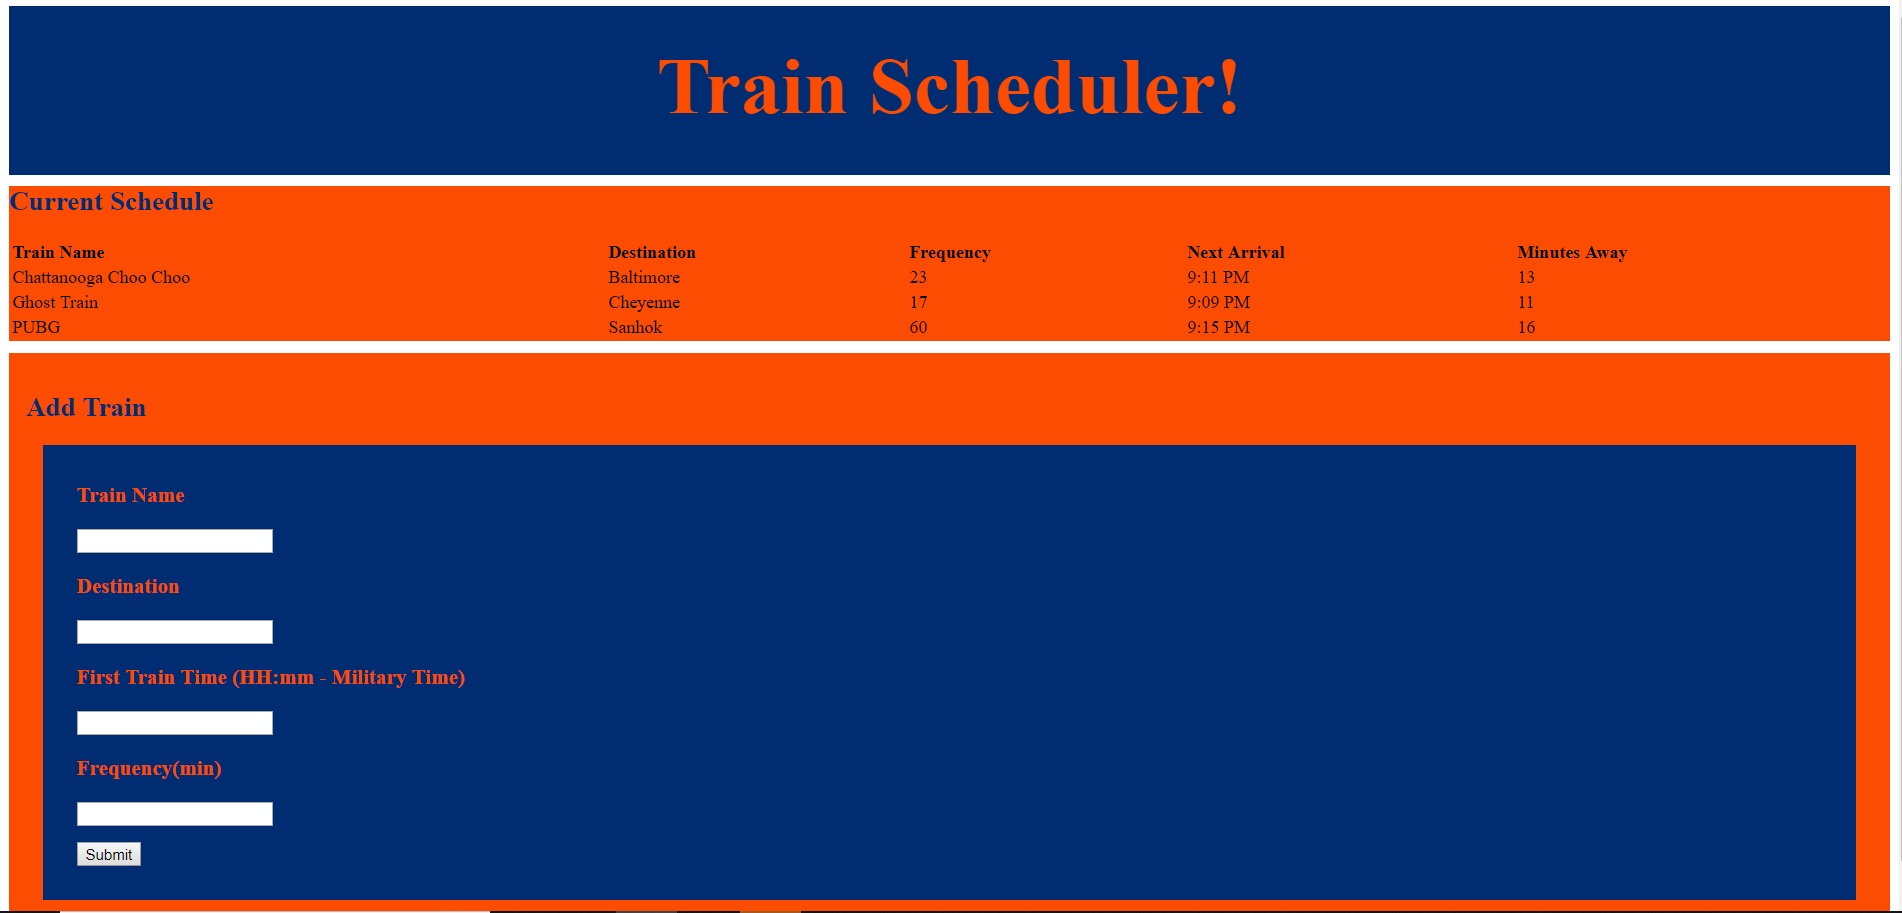 Train Scheduler!
Current Schedule
Train Name Destination Frequency Next Arrival Minutes Away
Chattanooga Choo Choo Baltimore 23 9:11 PM 13
Ghost Train Cheyenne 17 9:09 PM 11
PUBG Sanhok 60 9:15 PM 16
Add Train
Train Name
Destination
First Train Time (HH:mm - Military Time)
Frequency(min)
Submit